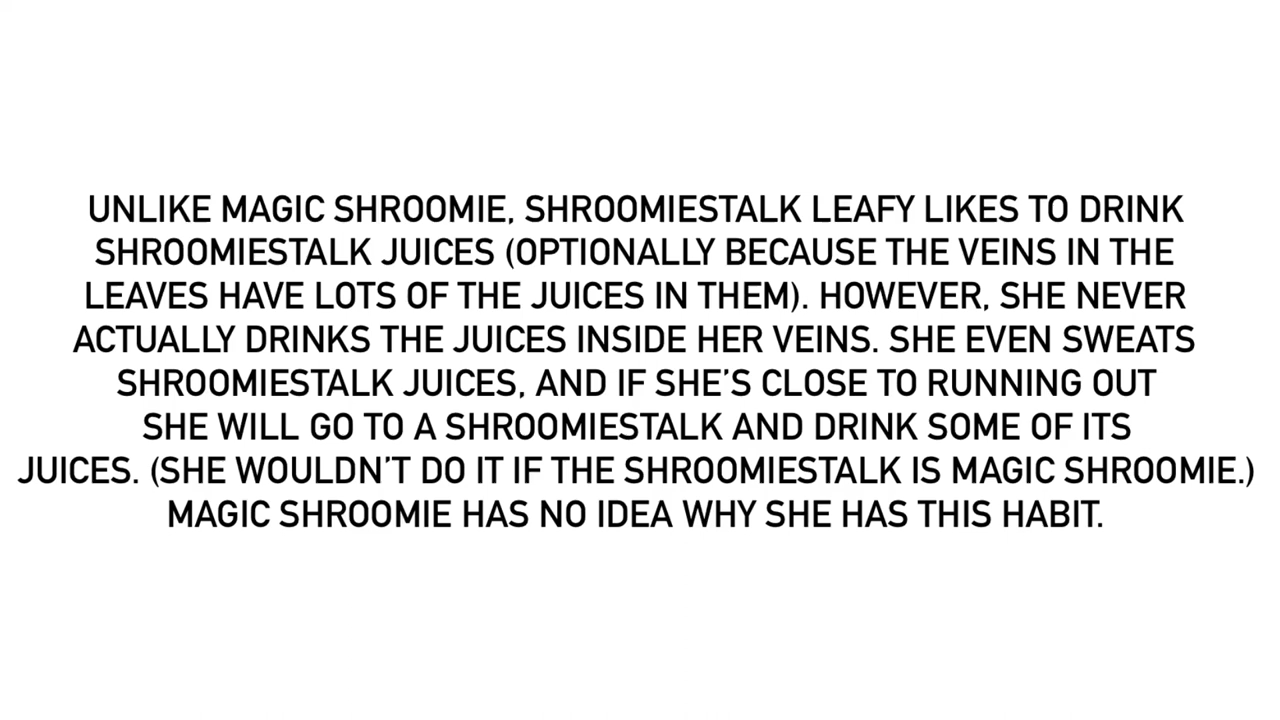 UNLIKE MAGIC SHROOMIE, SHROOMIESTALK LEAFY LIKES TO DRINK
SHROOMIESTALK JUICES (OPTIONALLY BECAUSE THE VEINS IN THE
LEAVES HAVE LOTS OF THE JUICES IN THEM). HOWEVER, SHE NEVER
ACTUALLY DRINKS THE JUICES INSIDE HER VEINS. SHE EVEN SWEATS
SHROOMIESTALK JUICES, AND IF SHE’S CLOSE TO RUNNING OUT
SHE WILL GO TO A SHROOMIESTALK AND DRINK SOME OF ITS
JUICES. (SHE WOULDN’T DO IT IF THE SHROOMIESTALK IS MAGIC SHROOMIE.)
MAGIC SHROOMIE HAS NO IDEA WHY SHE HAS THIS HABIT.